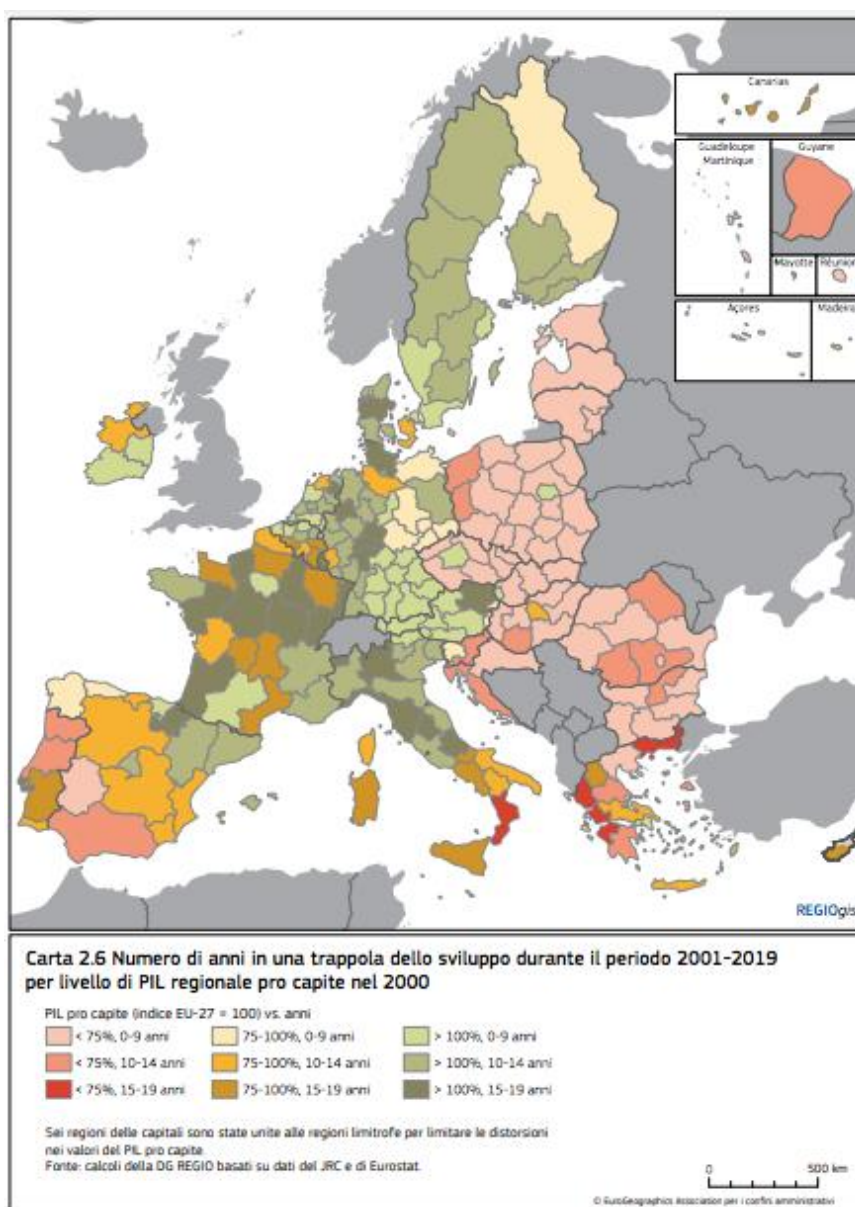 Canarias
Guadeloupe
Martinique
Guyane
Mayotte
Réunion
Açores
Madeira
REGIOgis
Carta 2.6 Numero di anni in una trappola dello sviluppo durante il periodo 2001-2019
per livello di PIL regionale pro capite nel 2000
PIL pro capite (indice EU-27 = 100) vs. anni
< 75%, 0-9 anni
75-100%, 0-9 anni
> 100%, 0-9 anni
< 75%, 10-14 anni
75-100%, 10-14 anni
> 100%, 10-14 anni
< 75%, 15-19 anni
75-100%, 15-19 anni
> 100%, 15-19 anni
Sei regioni delle capitali sono state unite alle regioni limitrofe per limitare le distorsioni
nei valori del PIL pro capite.
Fonte: calcoli della DG REGIO basati su dati del JRC e di Eurostat.
0 500 km
© EuroGeographics Association per i confini amministrativi